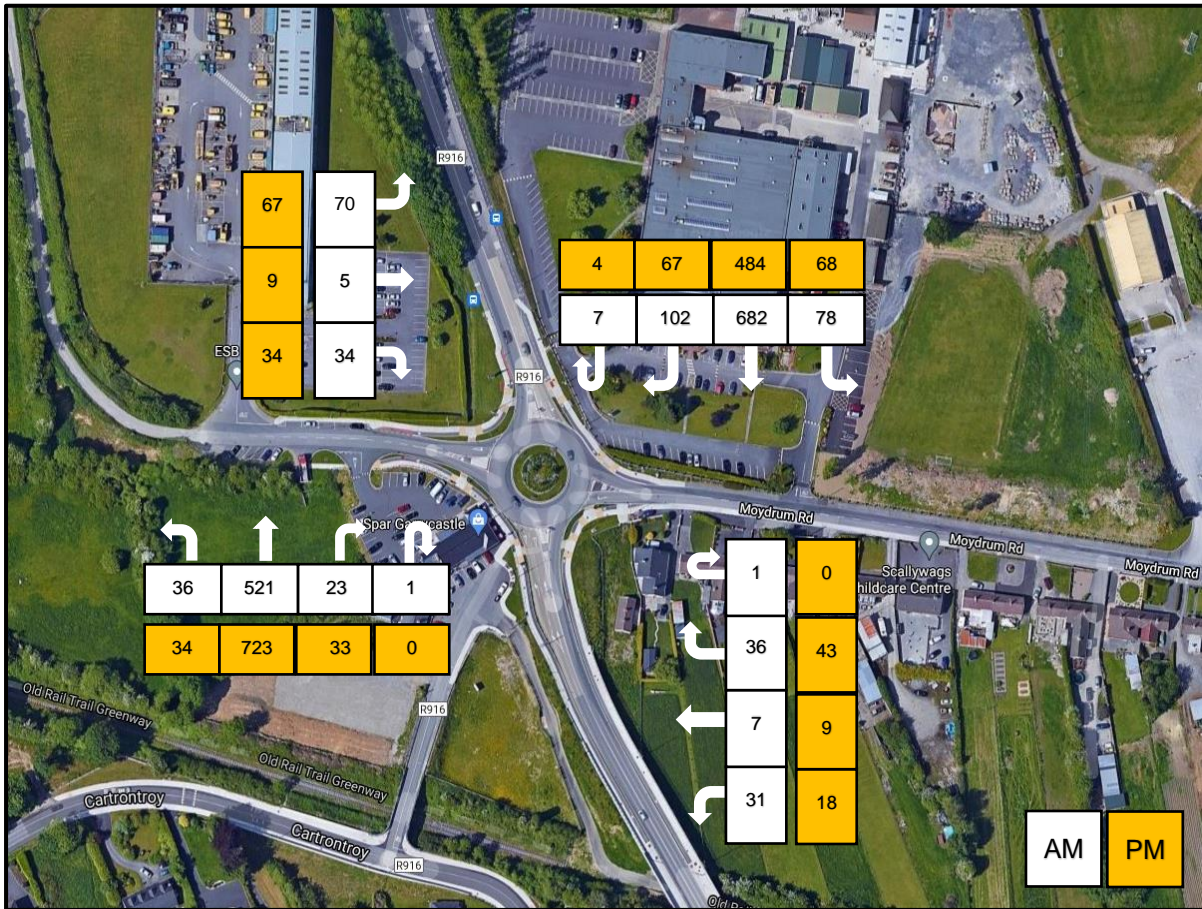 R916
67 70
9 5
34 34
4 67 484 68
7 102 682 78
ESB
R916
Moydrum Rd
Moydrum Rd
Moydrum Rd
Spar Garrycastle
Scallywags
hildcare Centre
36 521 23 1
34 723 33 0
1 0
36 43
7 9
31 18
Old Rail Trail Greenway
Old Rail Trail Greenway
R916
Cartrontroy
Cartrontroy
R916
AM PM